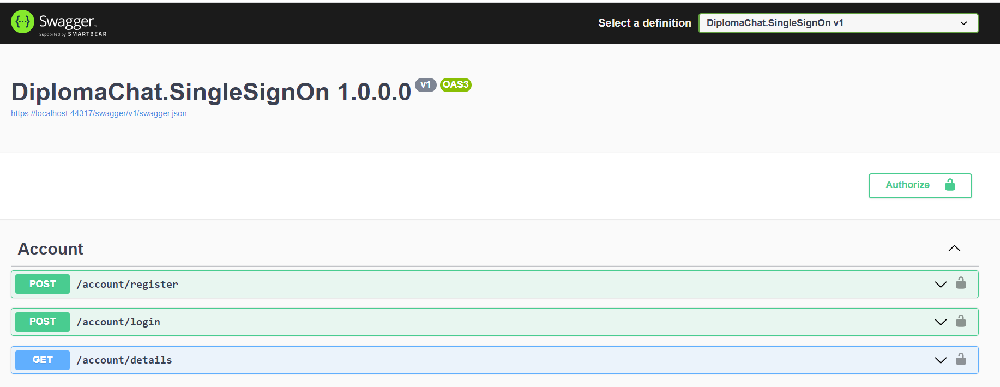 Swagger™
Supported by SMARTBEAR
Select a definition
DiplomaChat.SingleSignOn v1
DiplomaChat.SingleSignOn 1.0.0.0 v1 OAS3
https://localhost:44317/swagger/v1/swagger.json
Authorize
Account
POST /account/register
POST /account/login
GET /account/details